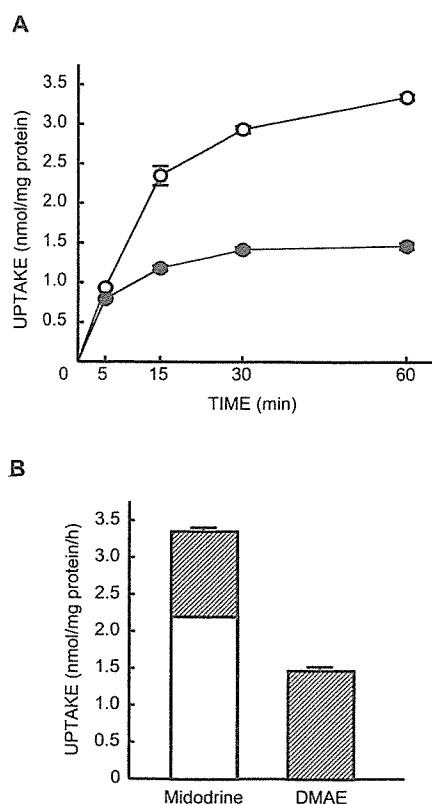 A
UPTAKE (nmol/mg protein)
3.5
3.0
2.5
2.0
1.5
1.0
0.5
0
5
15
30
60
TIME (min)
B
UPTAKE (nmol/mg protein/h)
3.5
3.0
2.5
2.0
1.5
1.0
0.5
0
Midodrine
DMAE